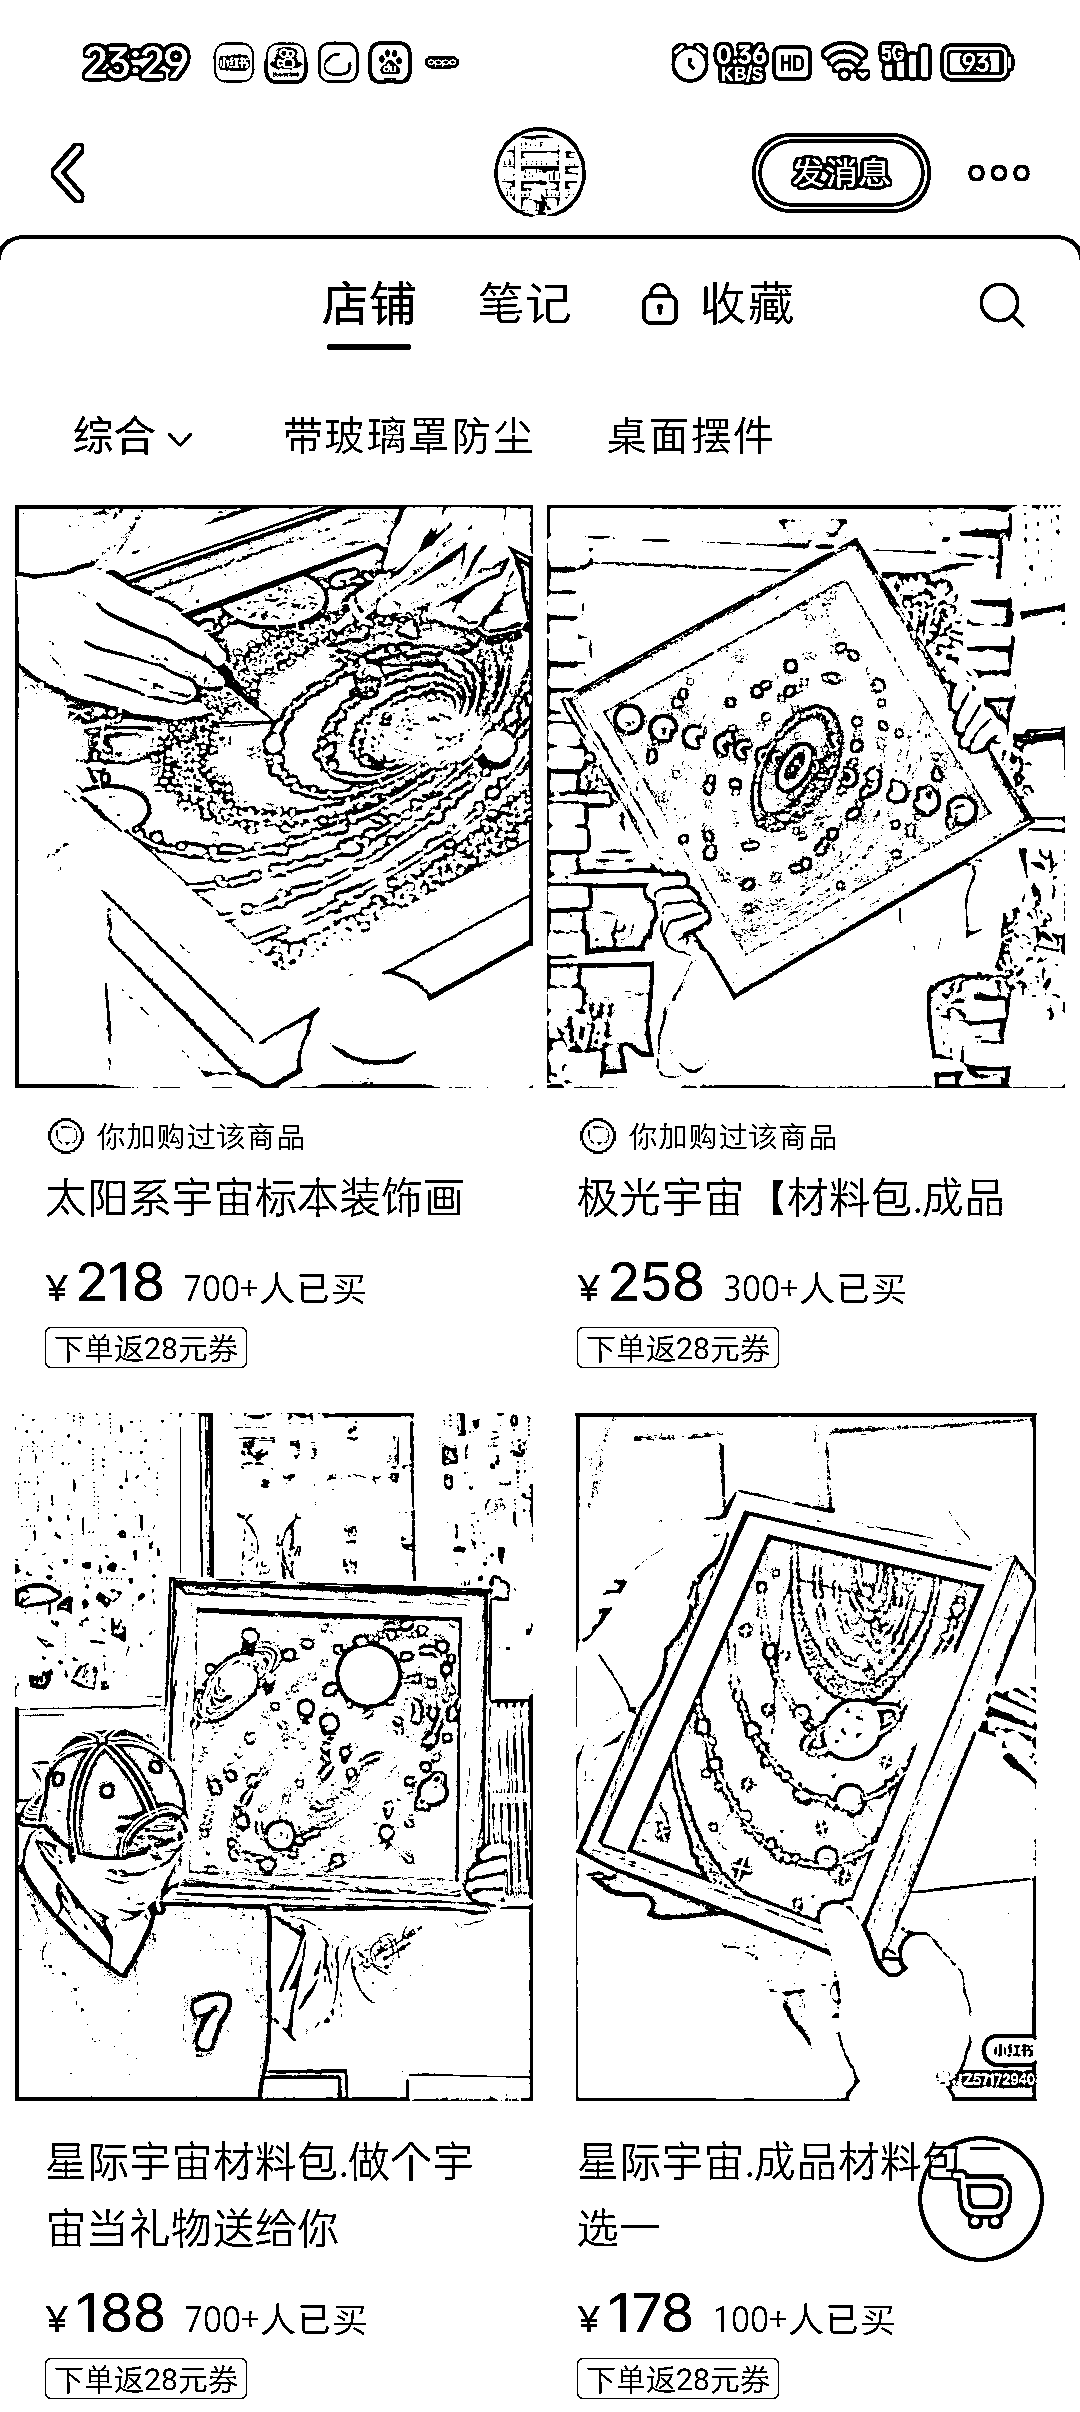 23:29
0.36
KB/S
HD
5G
93
发消息
店铺 笔记 收藏
综合 带玻璃罩防尘 桌面摆件
你加购过该商品
太阳系宇宙标本装饰画
¥218 700+人已买
下单返28元券
你加购过该商品
极光宇宙【材料包.成品
¥258 300+人已买
下单返28元券
小红书
星际宇宙材料包.做个宇
宙当礼物送给你
¥188 700+人已买
下单返28元券
星际宇宙.成品材料包
选一
¥178 100+人已买
下单返28元券